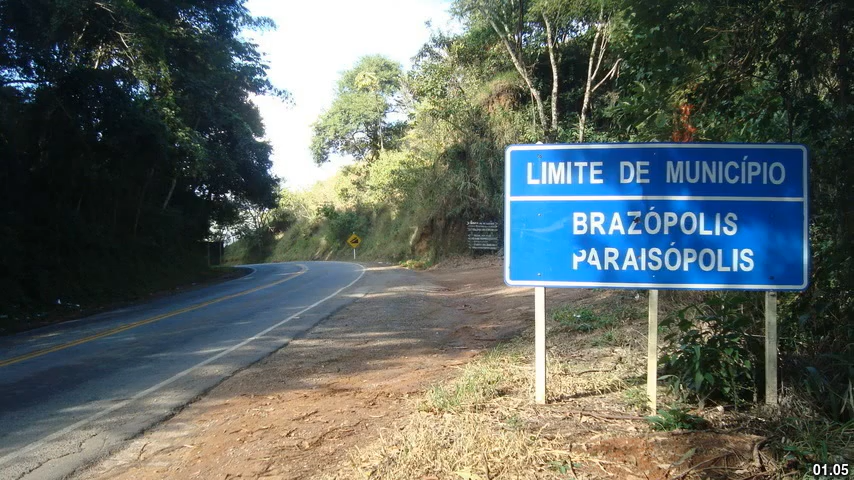 LIMITE DE MUNICÍPIO
BRAZÓPOLIS
PARAISÓPOLIS
01.05